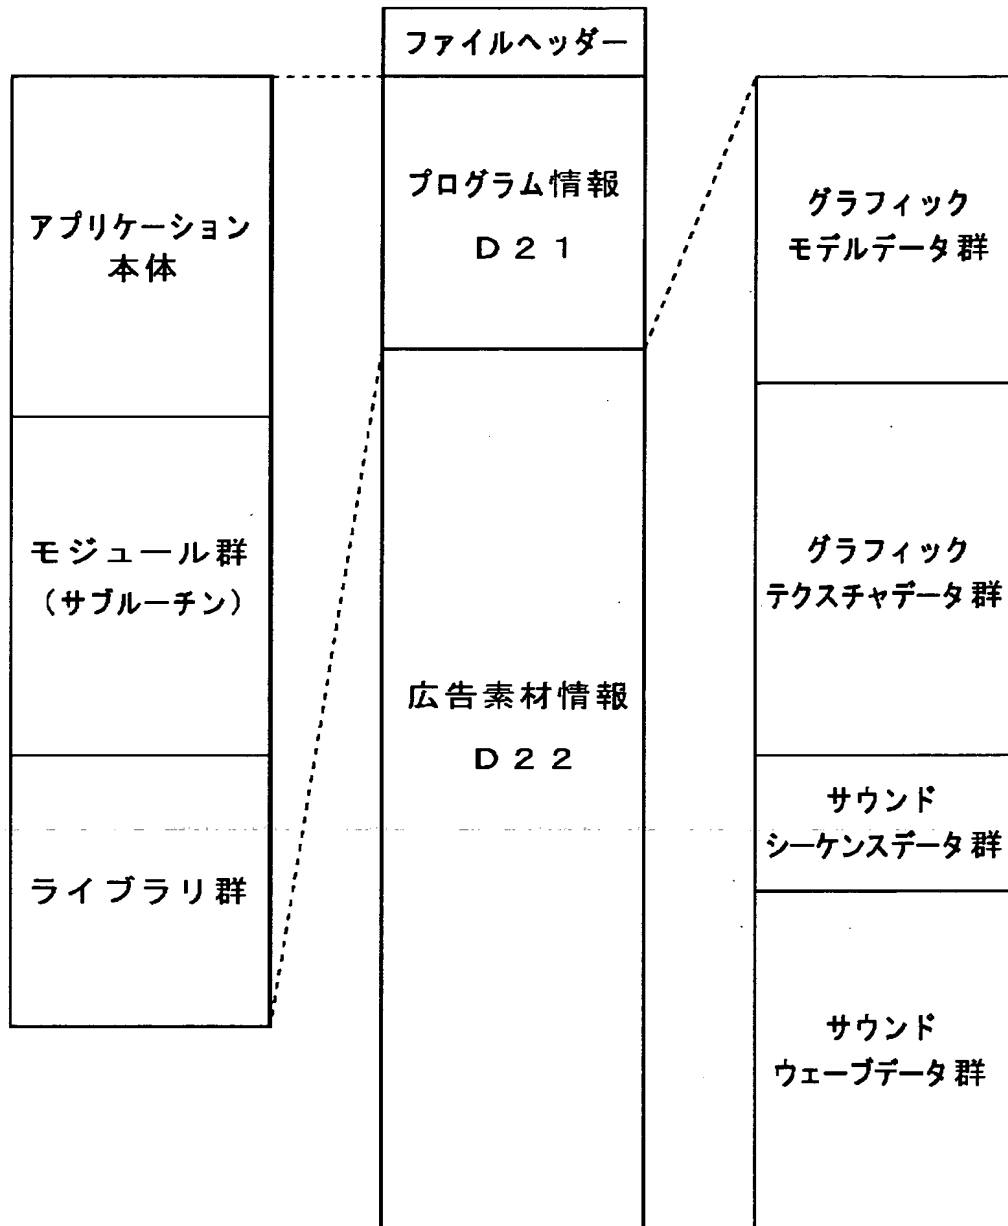 ファイルヘッダー
プログラム情報
D21
広告素材情報
D22
アプリケーション
本体
モジュール群
(サブルーチン)
ライブラリ群
グラフィック
モデルデータ群
グラフィック
テクスチャデータ群
サウンド
シーケンスデータ群
サウンド
ウェーブデータ群